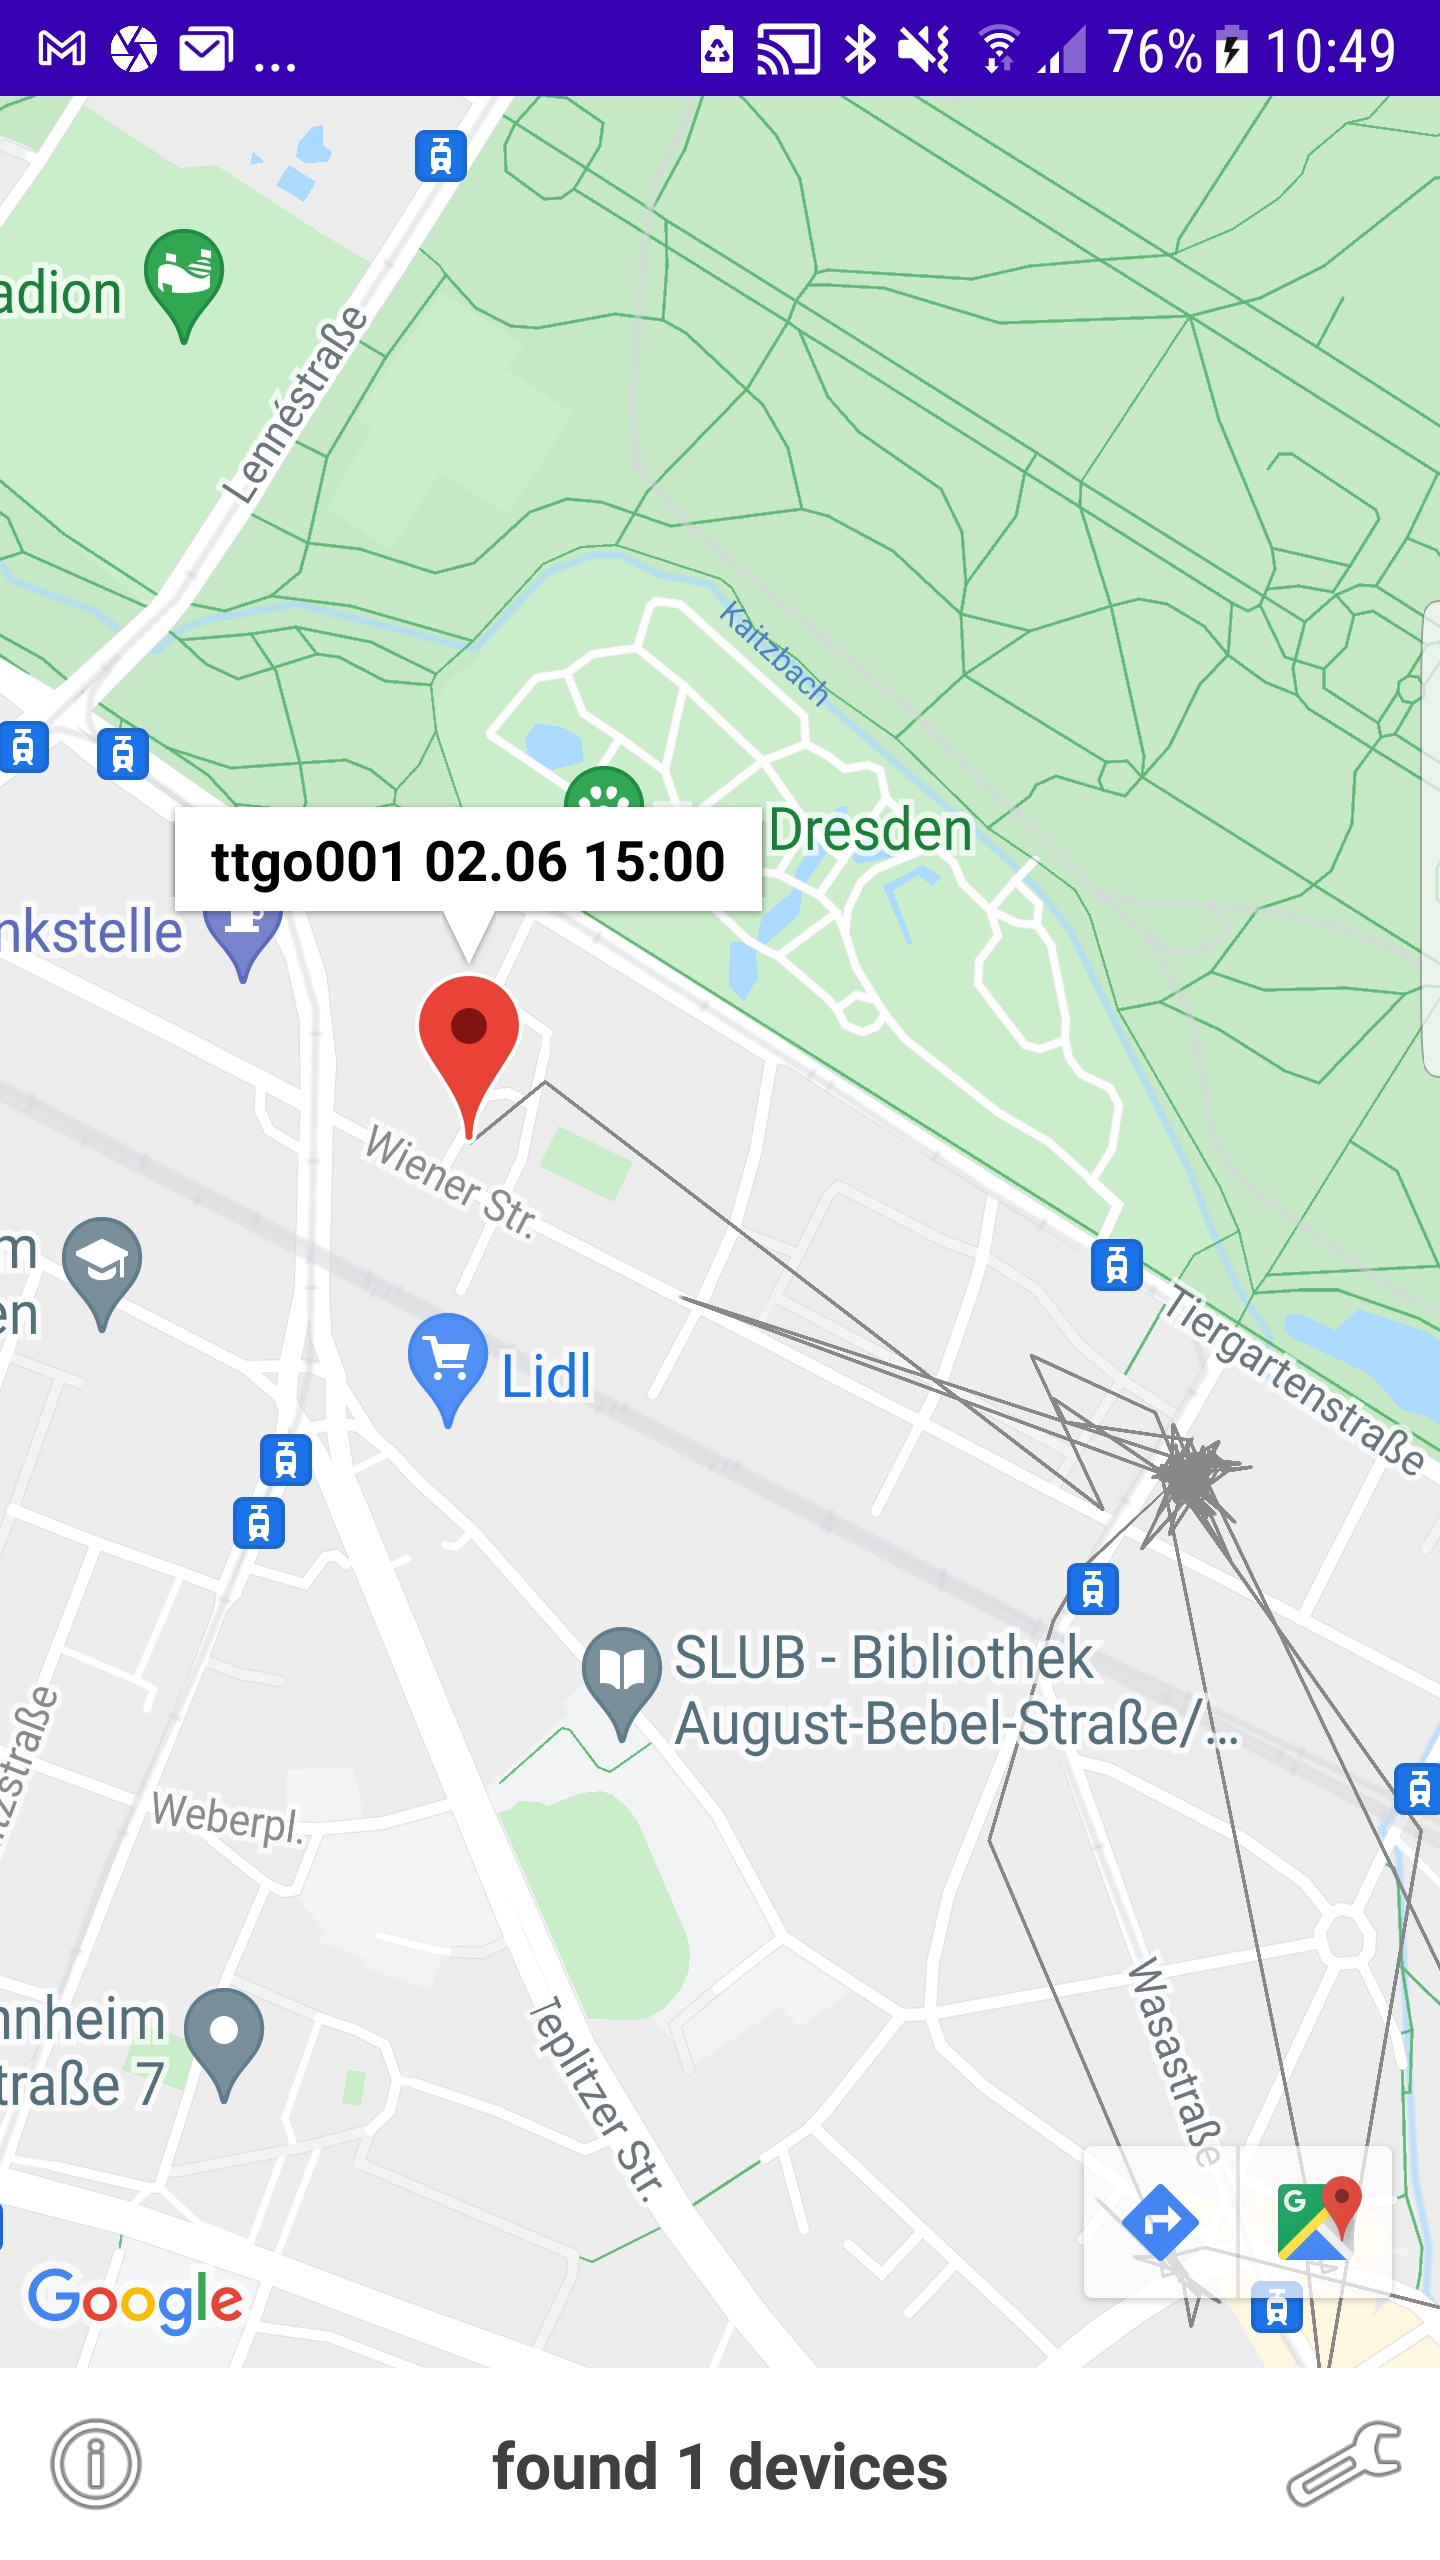 ... 76% 10:49
adion
Lennéstraße
Kaitzbach
Dresden
ttgo001 02.06 15:00
nkstelle
Wiener Str.
m
en
Tiergartenstraße
Lidl
SLUB - Bibliothek
August-Bebel-Straße/...
tzstraße
Weberpl.
Wasastraße
nnheim
traße 7
Teplitzer Str.
G
Google
found 1 devices